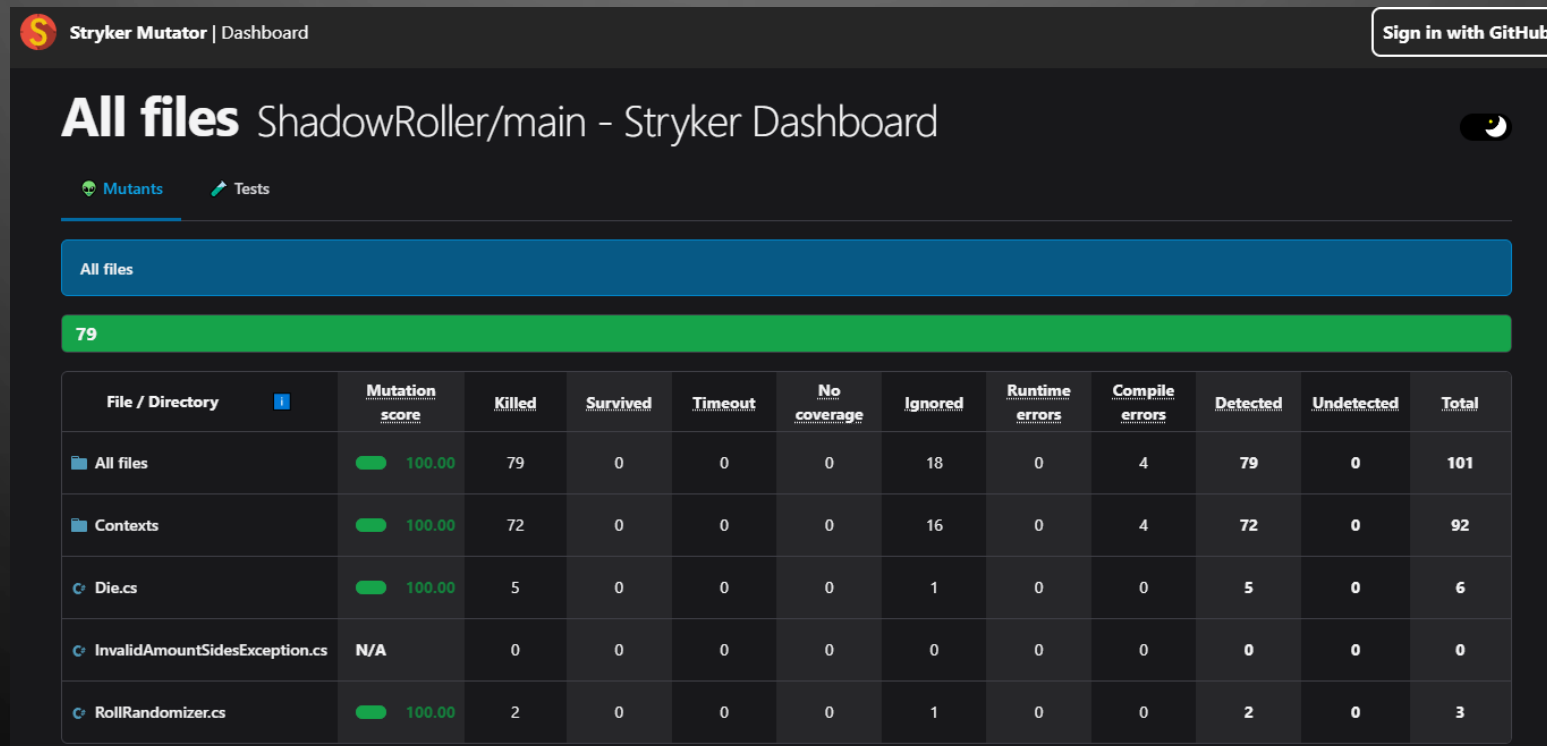 S
Stryker Mutator | Dashboard
Sign in with GitHub
All files ShadowRoller/main - Stryker Dashboard
Mutants Tests
All files
79
File / Directory i Mutation score Killed Survived Timeout No coverage Ignored Runtime errors Compile errors Detected Undetected Total
All files 100.00 79 0 0 0 18 0 4 79 0 101
Contexts 100.00 72 0 0 0 16 0 4 72 0 92
Die.cs 100.00 5 0 0 0 1 0 0 5 0 6
InvalidAmountSidesException.cs N/A 0 0 0 0 0 0 0 0 0 0
RollRandomizer.cs 100.00 2 0 0 0 1 0 0 2 0 3